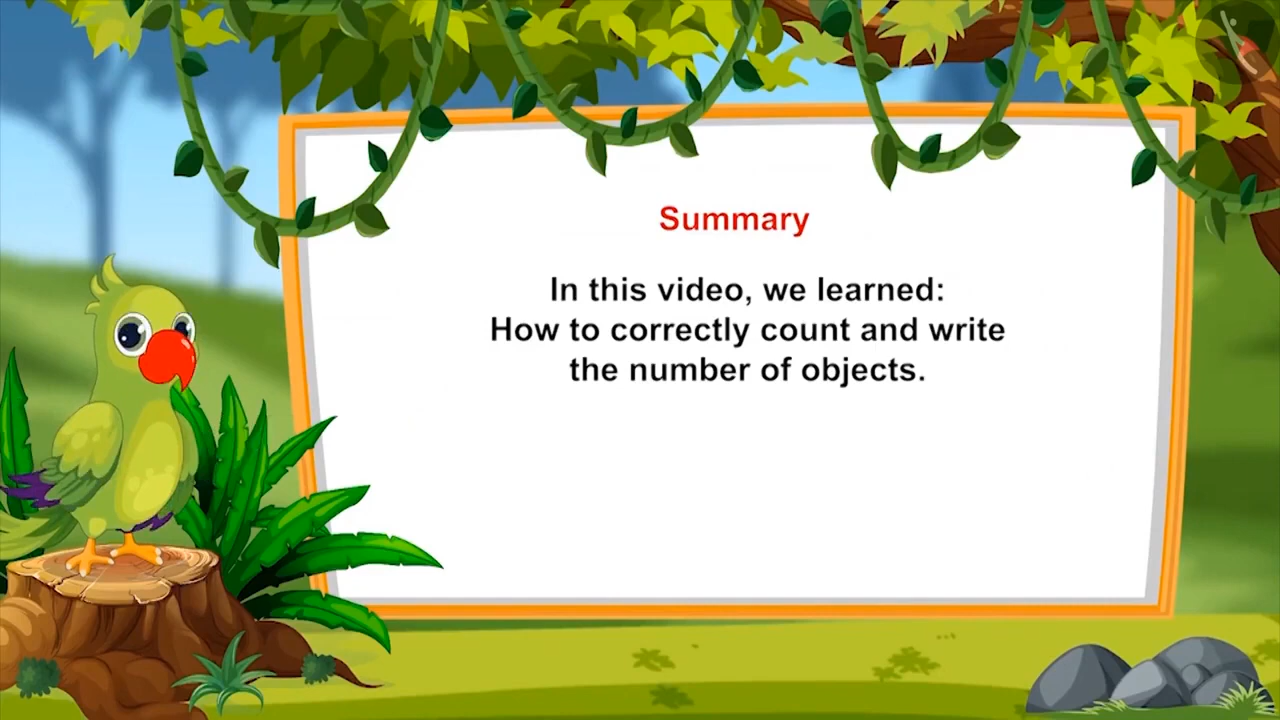 Summary
In this video, we learned:
How to correctly count and write
the number of objects.